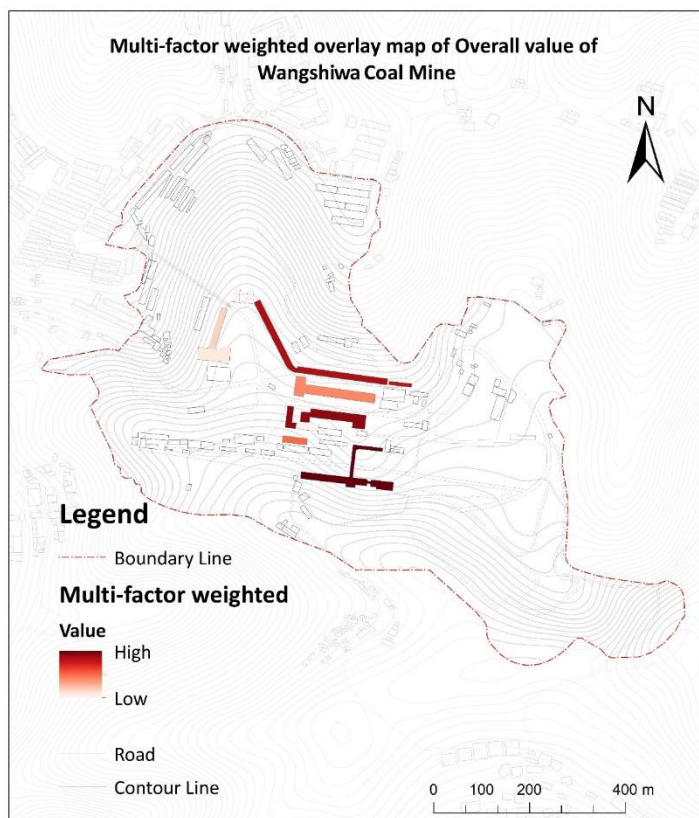 Multi-factor weighted overlay map of Overall value of
Wangshiwa Coal Mine
N
Legend
Boundary Line
Multi-factor weighted
Value
High
Low
Road
Contour Line
0 100 200 400 m